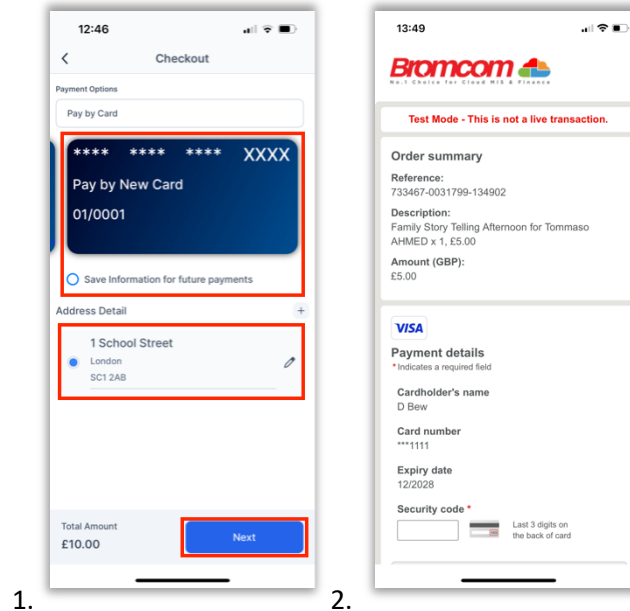 12:46
Checkout
Payment Options
Pay by Card
**** **** **** XXXX
Pay by New Card
01/0001
Save Information for future payments
Address Detail
+
1 School Street
London
SC1 2AB
Total Amount
£10.00
Next
1.
13:49
Bromcom
No.1 Choice for Cloud MIS & Finance
Test Mode - This is not a live transaction.
Order summary
Reference:
733467-0031799-134902
Description:
Family Story Telling Afternoon for Tommaso
AHMED x 1, £5.00
Amount (GBP):
£5.00
VISA
Payment details
* Indicates a required field
Cardholder's name
D Bew
Card number
***1111
Expiry date
12/2028
Security code *
Last 3 digits on
the back of card
2.